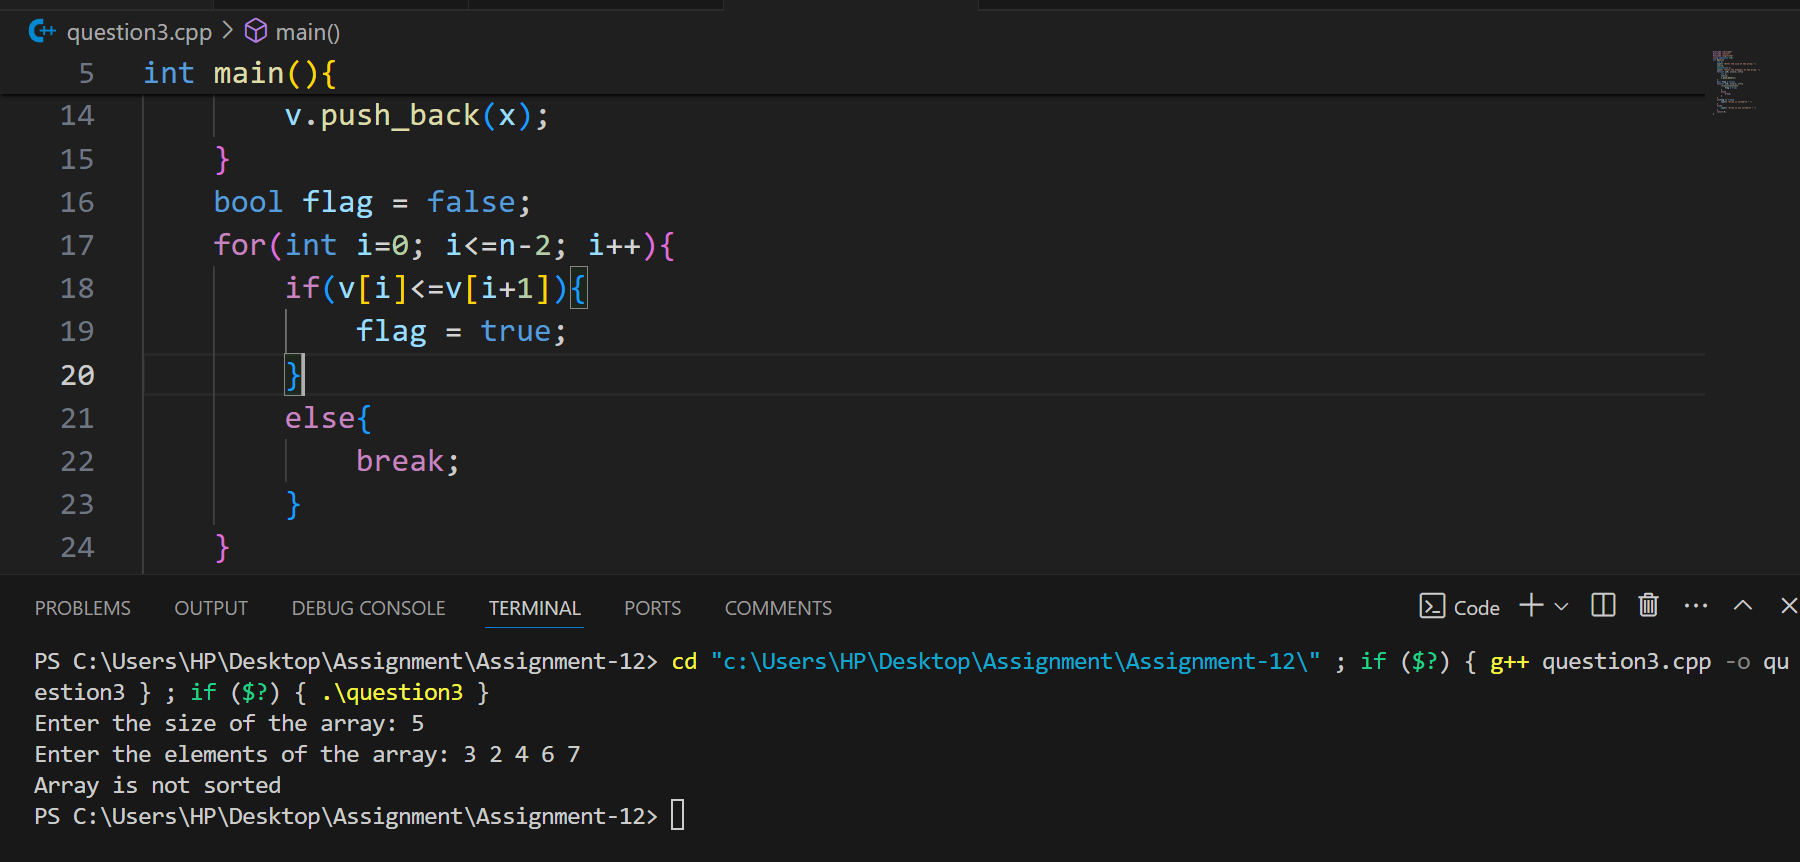 question3.cpp > main()
5 int main(){
14 v.push_back(x);
15 }
16 bool flag = false;
17 for(int i=0; i<=n-2; i++){
18 if(v[i]<=v[i+1]){
19 flag = true;
20 }
21 else{
22 break;
23 }
24 }
PROBLEMS OUTPUT DEBUG CONSOLE TERMINAL PORTS COMMENTS Code
PS C:\Users\HP\Desktop\Assignment\Assignment-12> cd "c:\Users\HP\Desktop\Assignment\Assignment-12\" ; if ($?) { g++ question3.cpp -o qu
estion3 } ; if ($?) { .\question3 }
Enter the size of the array: 5
Enter the elements of the array: 3 2 4 6 7
Array is not sorted
PS C:\Users\HP\Desktop\Assignment\Assignment-12>